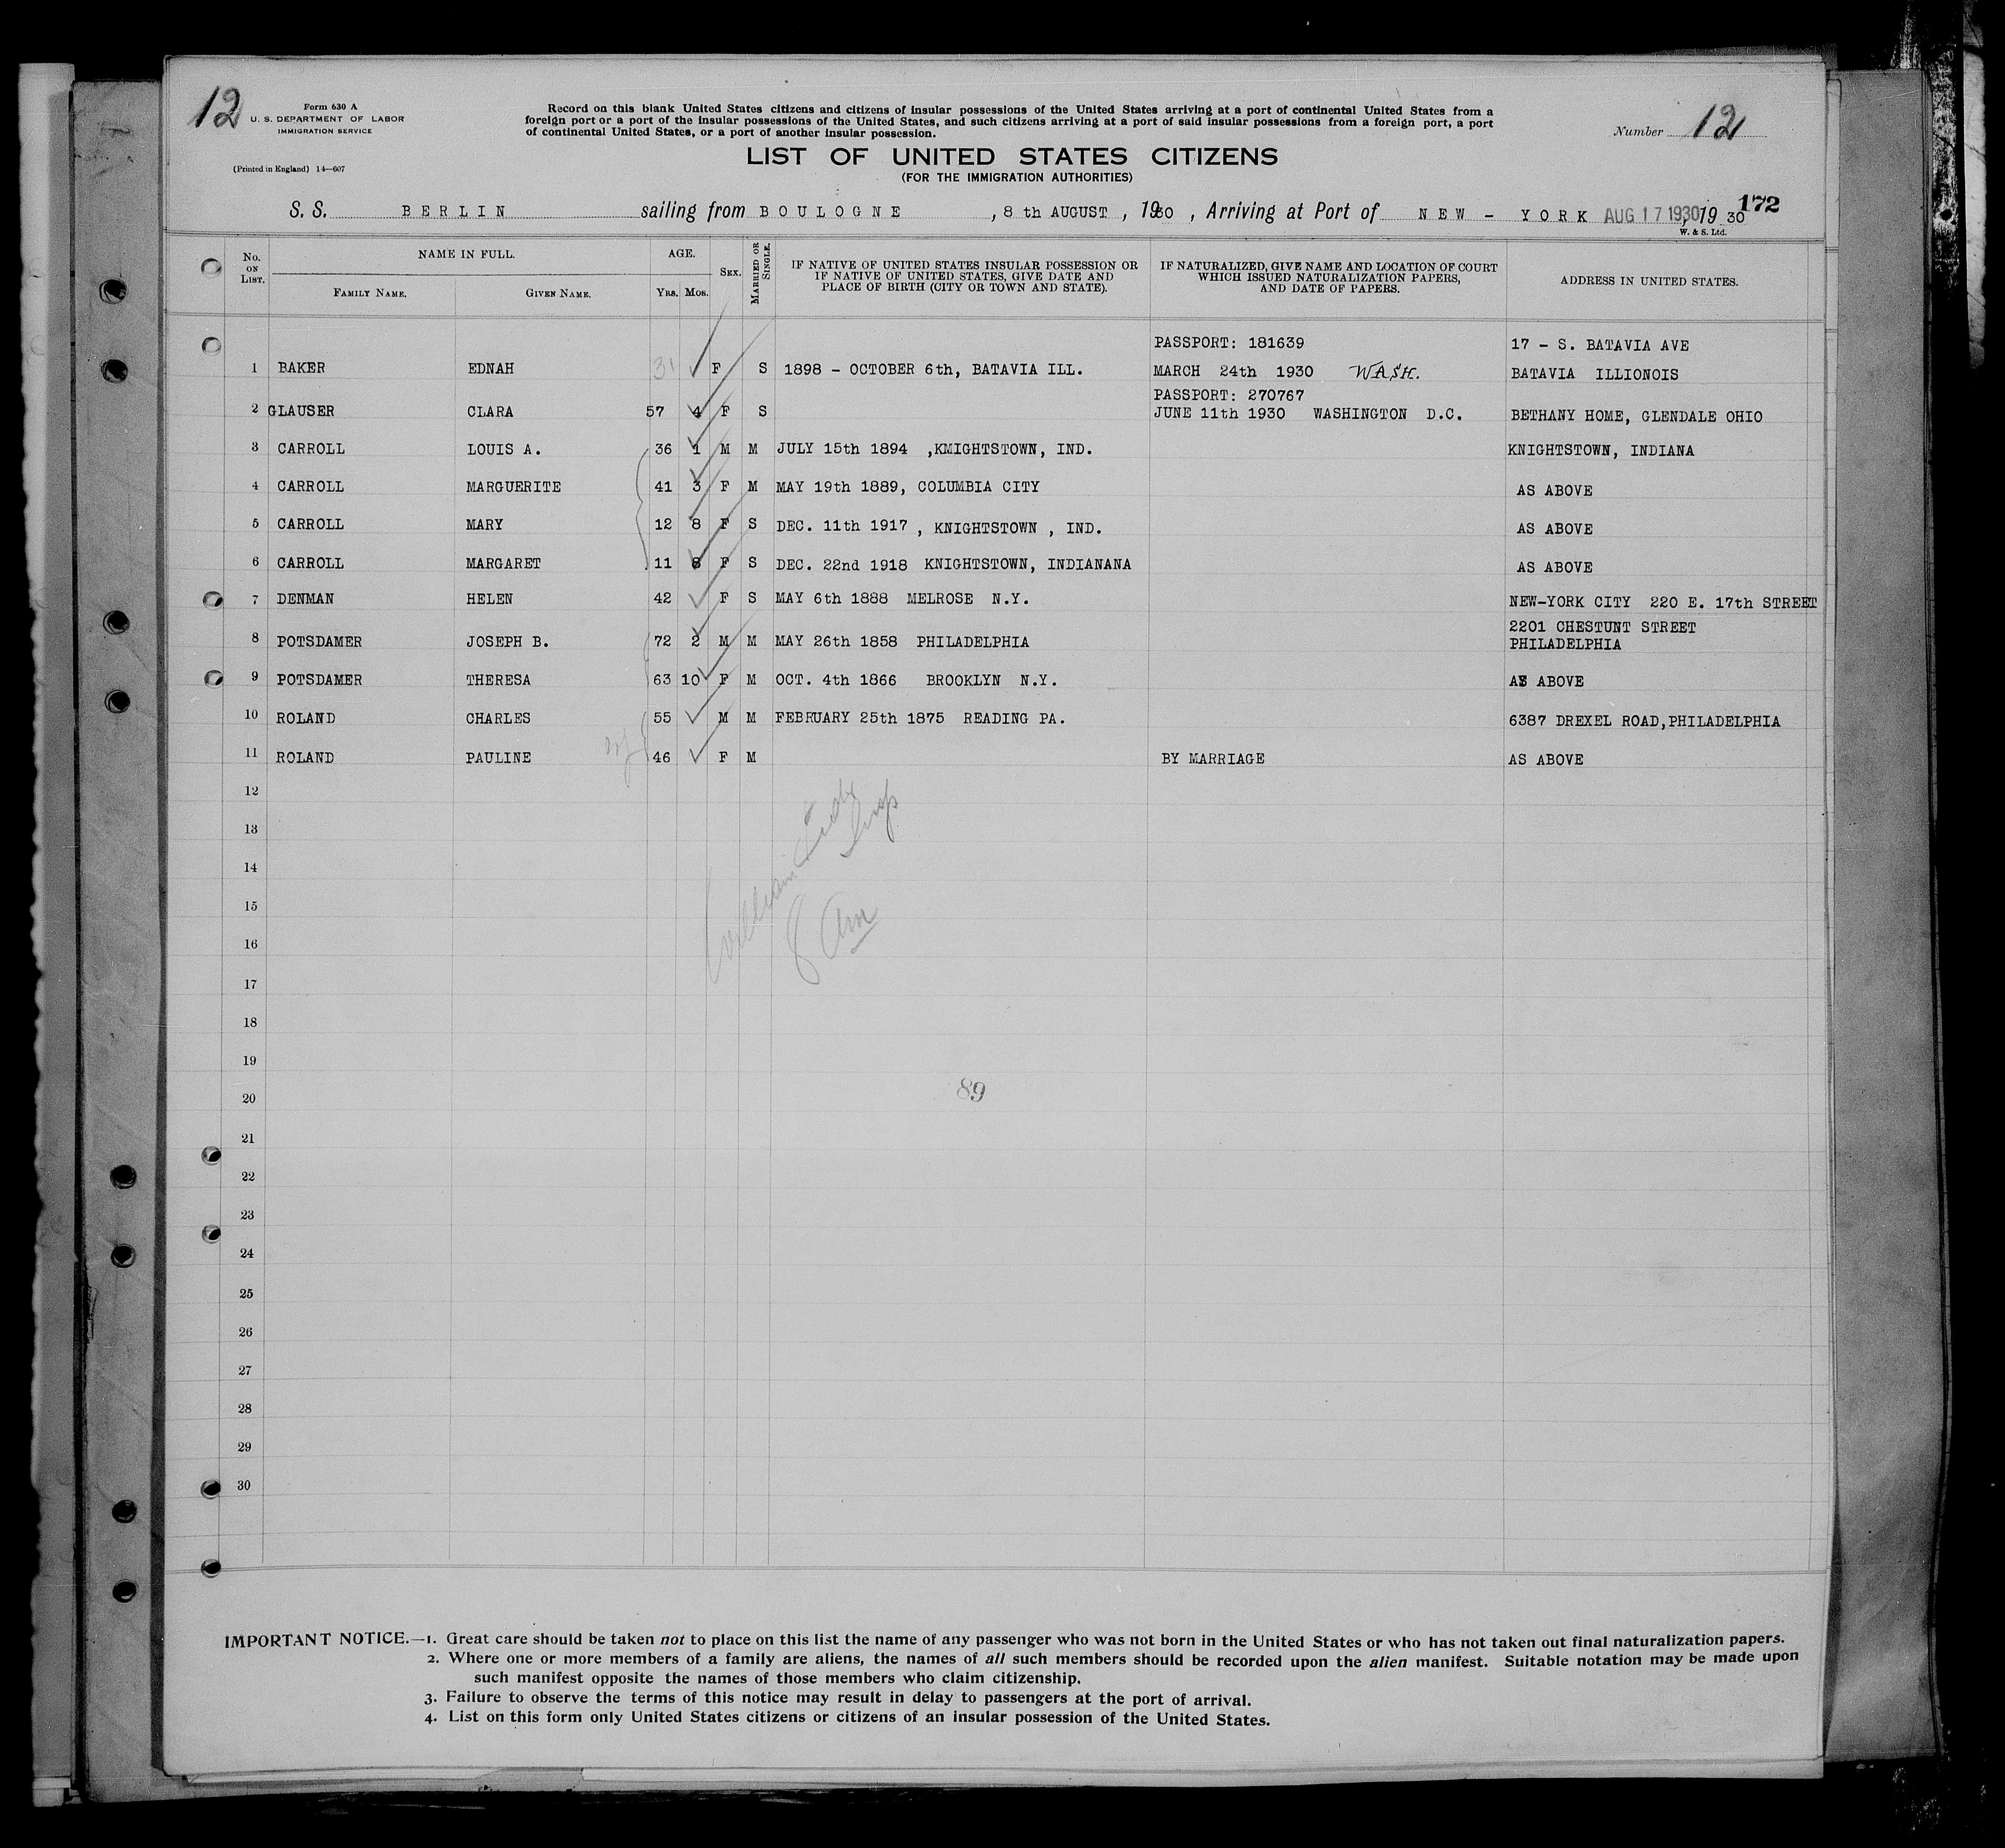 12
Form 630 A
U. S. DEPARTMENT OF LABOR
IMMIGRATION SERVICE
(Printed in England) 14—607
Record on this blank United States citizens and citizens of insular possessions of the United States arriving at a port of continental United States from a
foreign port or a port of the insular possessions of the United States, and such citizens arriving at a port of said insular possessions from a foreign port, a port
of continental United States, or a port of another insular possession.
Number 12
LIST OF UNITED STATES CITIZENS
(FOR THE IMMIGRATION AUTHORITIES)
172
S. S. BERLIN sailing from BOULOGNE , 8 th AUGUST , 1930 , Arriving at Port of NEW - YORK AUG 17 1930, 19 30
W. & S. Ltd.
No. ON LIST. NAME IN FULL. FAMILY NAME. GIVEN NAME. AGE. YRS. MOS. SEX. MARRIED OR SINGLE. IF NATIVE OF UNITED STATES INSULAR POSSESSION OR IF NATIVE OF UNITED STATES, GIVE DATE AND PLACE OF BIRTH (CITY OR TOWN AND STATE). IF NATURALIZED, GIVE NAME AND LOCATION OF COURT WHICH ISSUED NATURALIZATION PAPERS, AND DATE OF PAPERS. ADDRESS IN UNITED STATES.
PASSPORT: 181639 17 - S. BATAVIA AVE
1 BAKER EDNAH 31 F S 1898 - OCTOBER 6th, BATAVIA ILL. MARCH 24th 1930 WASH. BATAVIA ILLIONOIS
PASSPORT: 270767
2 GLAUSER CLARA 57 4 F S JUNE 11th 1930 WASHINGTON D.C. BETHANY HOME, GLENDALE OHIO
3 CARROLL LOUIS A. 36 1 M M JULY 15th 1894 ,KMIGHTSTOWN, IND. KNIGHTSTOWN, INDIANA
4 CARROLL MARGUERITE 41 3 F M MAY 19th 1889, COLUMBIA CITY AS ABOVE
5 CARROLL MARY 12 8 F S DEC. 11th 1917 , KNIGHTSTOWN , IND. AS ABOVE
6 CARROLL MARGARET 11 8 F S DEC. 22nd 1918 KNIGHTSTOWN, INDIANANA AS ABOVE
7 DENMAN HELEN 42 F S MAY 6th 1888 MELROSE N.Y. NEW-YORK CITY 220 E. 17th STREET
2201 CHESTUNT STREET
8 POTSDAMER JOSEPH B. 72 2 M M MAY 26th 1858 PHILADELPHIA PHILADELPHIA
9 POTSDAMER THERESA 63 10 F M OCT. 4th 1866 BROOKLYN N.Y. AS ABOVE
10 ROLAND CHARLES 55 M M FEBRUARY 25th 1875 READING PA. 6387 DREXEL ROAD,PHILADELPHIA
11 ROLAND PAULINE 46 F M BY MARRIAGE AS ABOVE
12
13
14
15
16
17
18
19
89
20
21
22
23
24
25
26
27
28
29
30
IMPORTANT NOTICE.—1. Great care should be taken not to place on this list the name of any passenger who was not born in the United States or who has not taken out final naturalization papers.
2. Where one or more members of a family are aliens, the names of all such members should be recorded upon the alien manifest. Suitable notation may be made upon
such manifest opposite the names of those members who claim citizenship.
3. Failure to observe the terms of this notice may result in delay to passengers at the port of arrival.
4. List on this form only United States citizens or citizens of an insular possession of the United States.